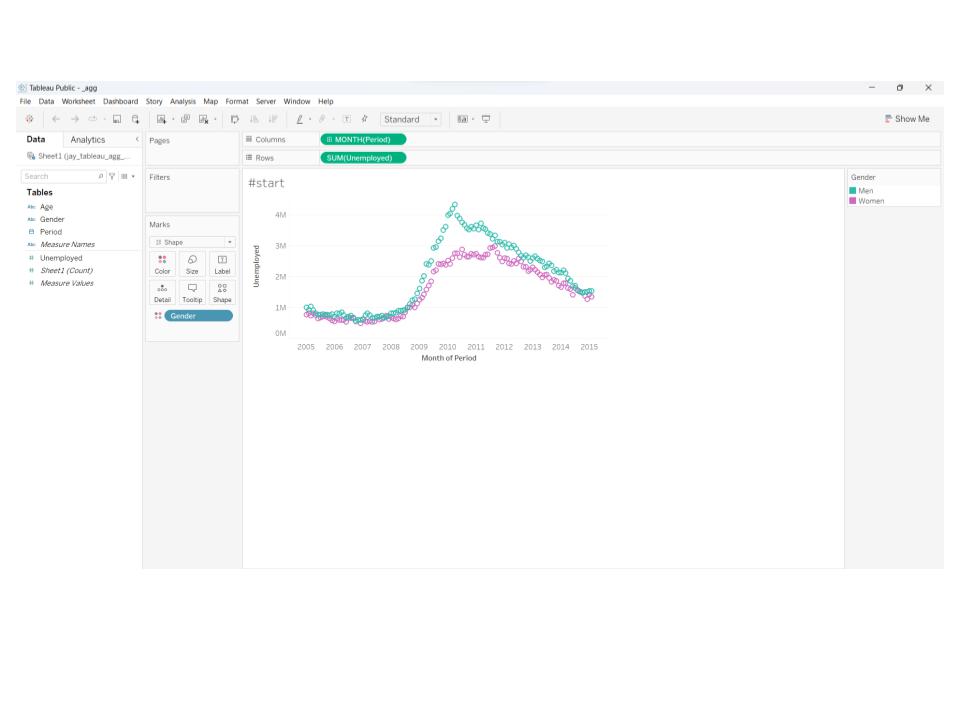 Tableau Public - _agg
File Data Worksheet Dashboard Story Analysis Map Format Server Window Help
Standard
Show Me
Data Analytics
Sheet1 (jay_tableau_agg_...
Search
Tables
Abc Age
Abc Gender
Period
Abc Measure Names
Unemployed
Sheet1 (Count)
Measure Values
Pages
Filters
Marks
Shape
Color Size Label
Detail Tooltip Shape
Gender
Columns MONTH(Period)
Rows SUM(Unemployed)
#start
Unemployed
4M
3M
2M
1M
0M
2005 2006 2007 2008 2009 2010 2011 2012 2013 2014 2015
Month of Period
Gender
Men
Women